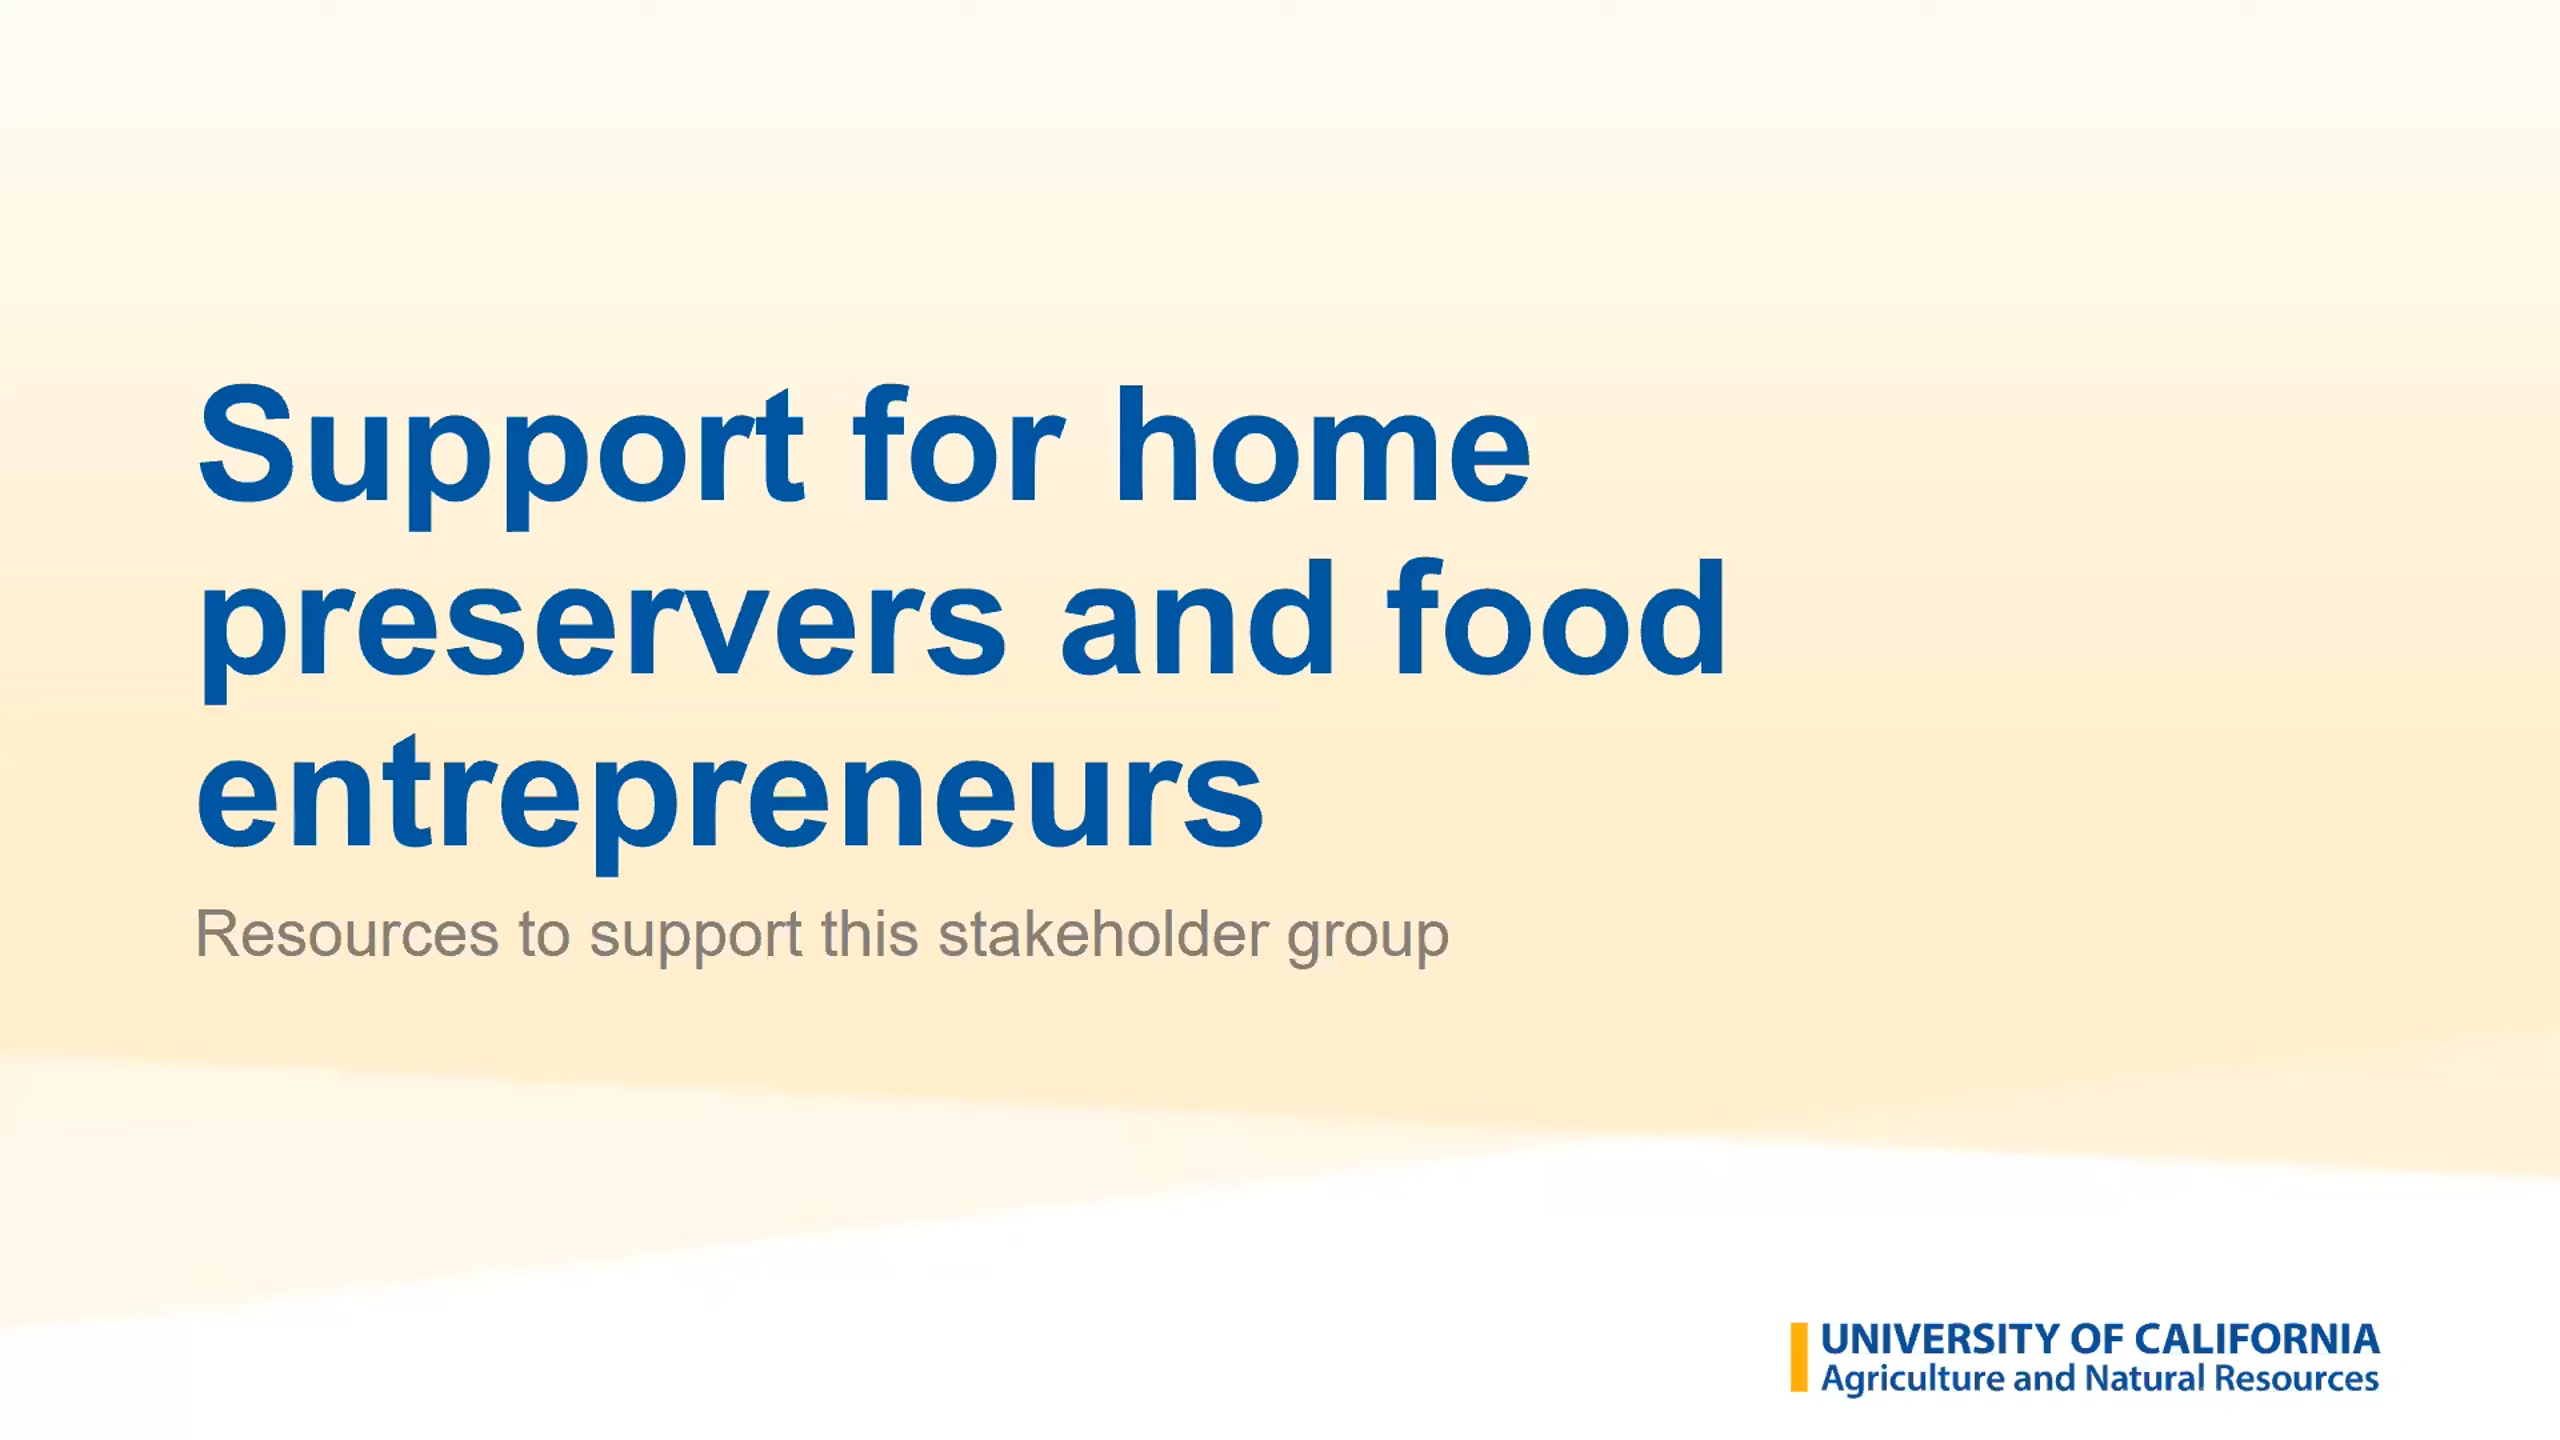 Support for home
preservers and food
entrepreneurs
Resources to support this stakeholder group
UNIVERSITY OF CALIFORNIA
Agriculture and Natural Resources